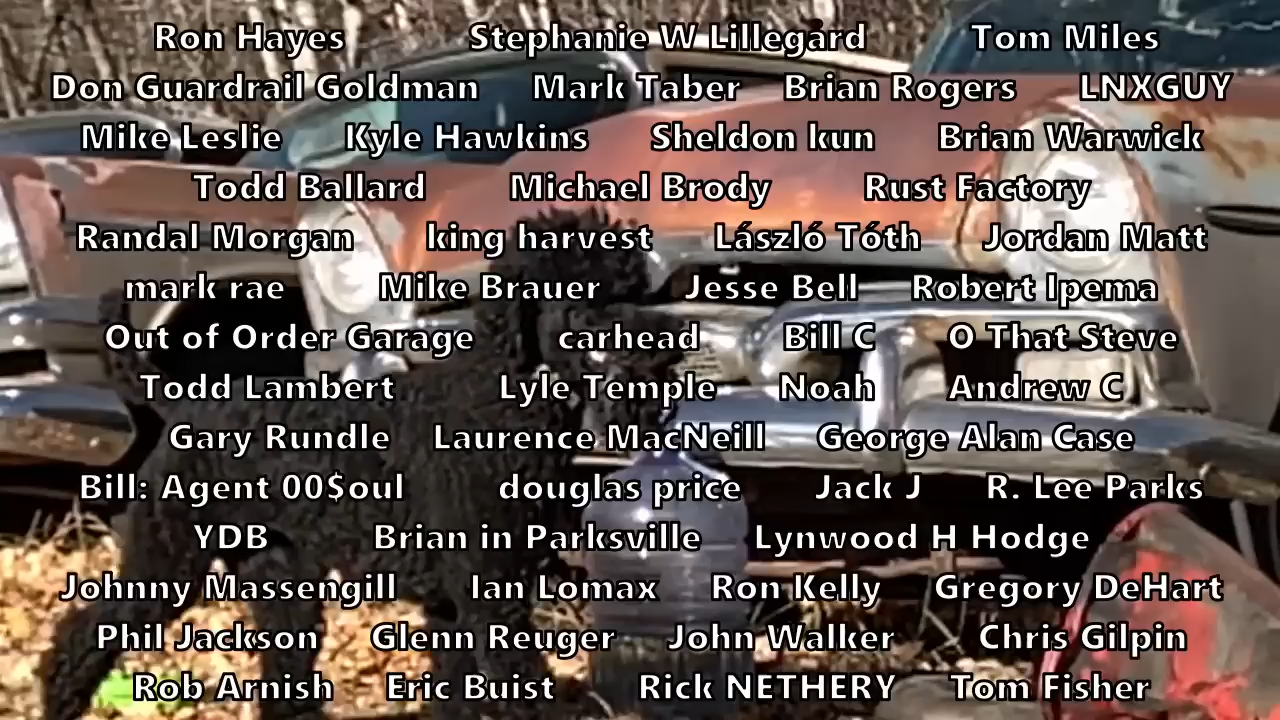 Ron Hayes Stephanie W Lillegard Tom Miles
Don Guardrail Goldman Mark Taber Brian Rogers LNXGUY
Mike Leslie Kyle Hawkins Sheldon kun Brian Warwick
Todd Ballard Michael Brody Rust Factory
Randal Morgan king harvest László Tóth Jordan Matt
mark rae Mike Brauer Jesse Bell Robert Ipema
Out of Order Garage carhead Bill C O That Steve
Todd Lambert Lyle Temple Noah Andrew C
Gary Rundle Laurence MacNeill George Alan Case
Bill: Agent 00$oul douglas price Jack J R. Lee Parks
YDB Brian in Parksville Lynwood H Hodge
Johnny Massengill Ian Lomax Ron Kelly Gregory DeHart
Phil Jackson Glenn Reuger John Walker Chris Gilpin
Rob Arnish Eric Buist Rick NETHERY Tom Fisher